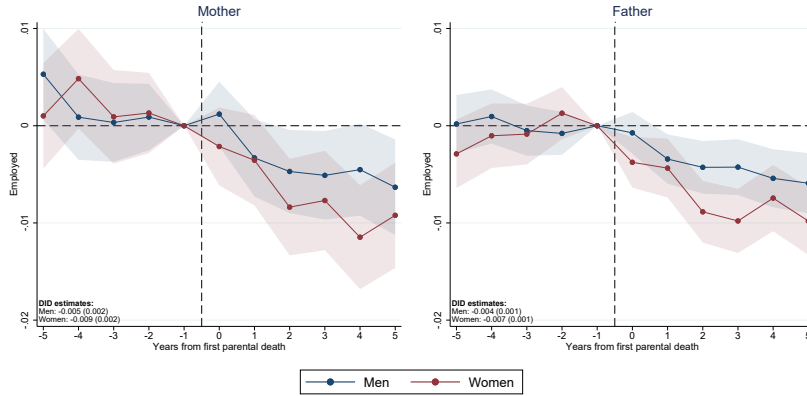 Mother
Employed
.01
0
-.01
-.02
DID estimates:
Men: -0.005 (0.002)
Women: -0.009 (0.002)
-5 -4 -3 -2 -1 0 1 2 3 4 5
Years from first parental death
Father
Employed
.01
0
-.01
-.02
DID estimates:
Men: -0.004 (0.001)
Women: -0.007 (0.001)
-5 -4 -3 -2 -1 0 1 2 3 4 5
Years from first parental death
Men Women